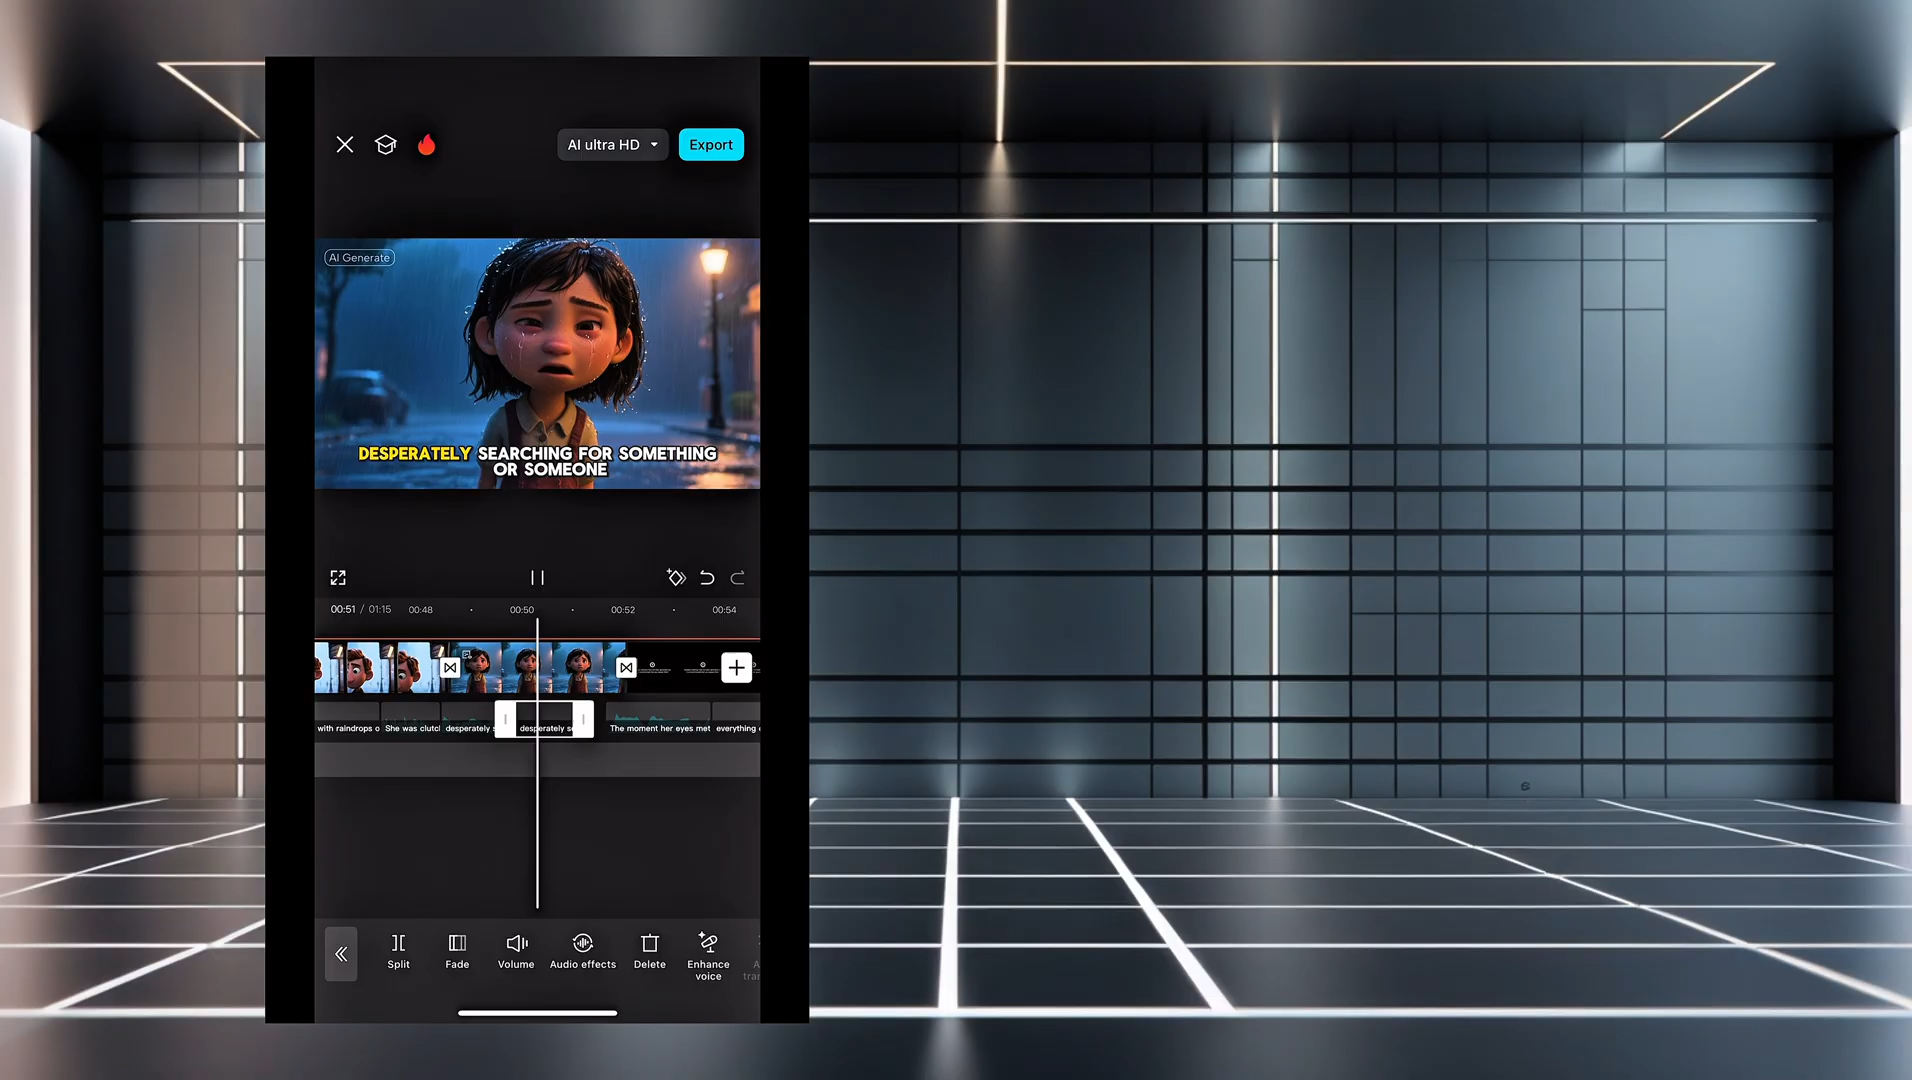 AI ultra HD
Export
AI Generate
DESPERATELY SEARCHING FOR SOMETHING
OR SOMEONE
00:51 / 01:15 00:48 00:50 00:52 00:54
with raindrops o She was clutcl desperately s desperately se The moment her eyes met everything
Split Fade Volume Audio effects Delete Enhance
voice